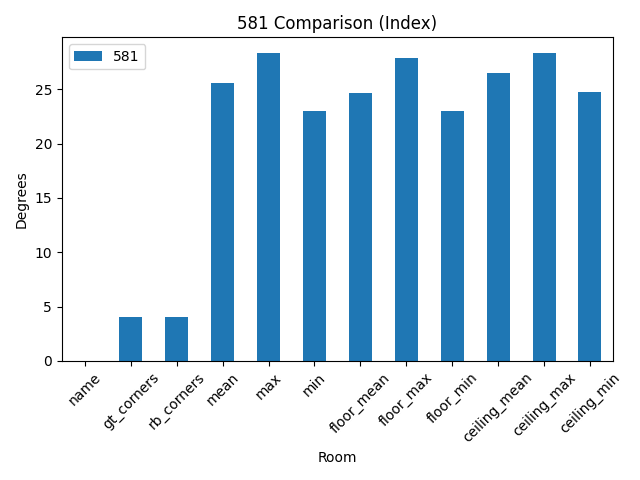 581 Comparison (Index)
581
Degrees
25
20
15
10
5
0
name
gt_corners
rb_corners
mean
max
min
floor_mean
floor_max
floor_min
ceiling_mean
ceiling_max
ceiling_min
Room